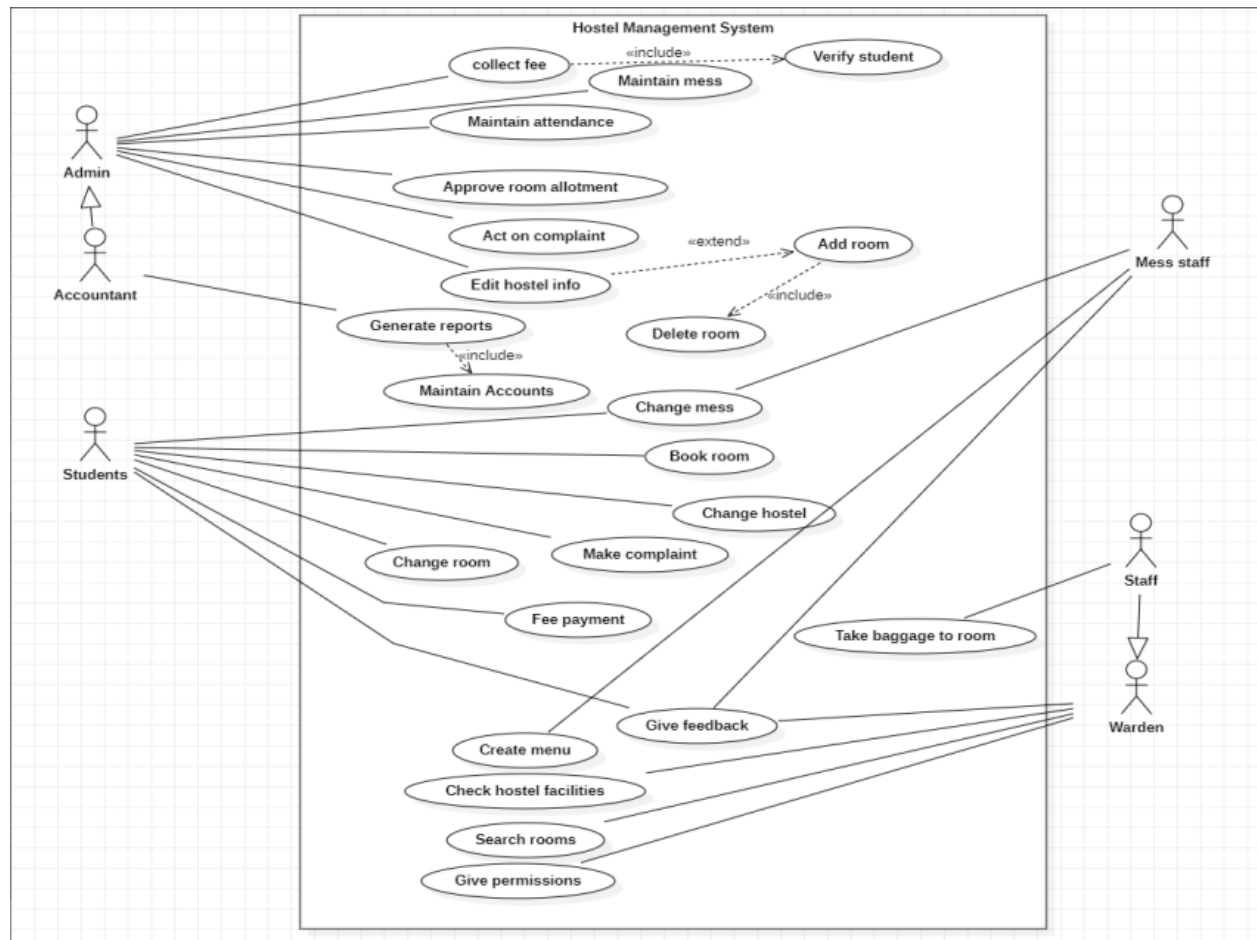 Hostel Management System
collect fee
«include»
Verify student
Maintain mess
Maintain attendance
Admin
Approve room allotment
Act on complaint
«extend»
Add room
Mess staff
Accountant
Edit hostel info
«include»
Generate reports
Delete room
«include»
Maintain Accounts
Change mess
Students
Book room
Change hostel
Make complaint
Change room
Staff
Fee payment
Take baggage to room
Give feedback
Warden
Create menu
Check hostel facilities
Search rooms
Give permissions